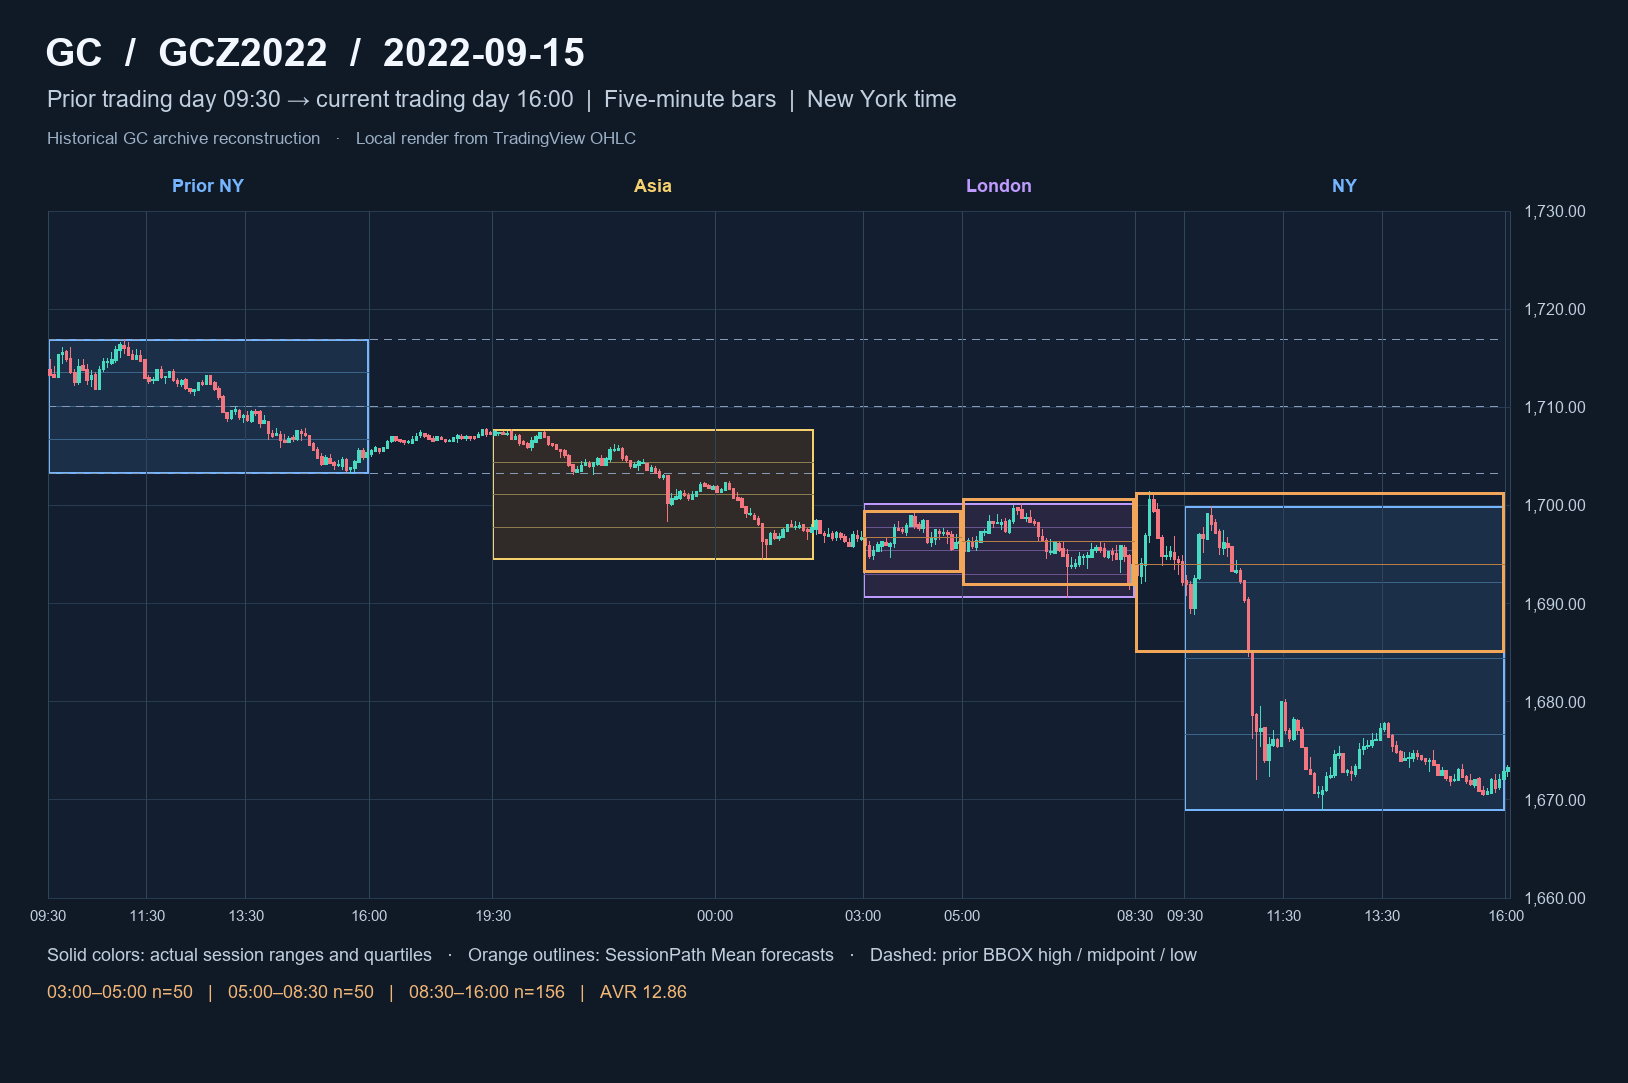 GC / GCZ2022 / 2022-09-15
Prior trading day 09:30 → current trading day 16:00 | Five-minute bars | New York time
Historical GC archive reconstruction · Local render from TradingView OHLC
Prior NY Asia London NY
1,730.00
1,720.00
1,710.00
1,700.00
1,690.00
1,680.00
1,670.00
1,660.00
09:30 11:30 13:30 16:00 19:30 00:00 03:00 05:00 08:30 09:30 11:30 13:30 16:00
Solid colors: actual session ranges and quartiles · Orange outlines: SessionPath Mean forecasts · Dashed: prior BBOX high / midpoint / low
03:00–05:00 n=50 | 05:00–08:30 n=50 | 08:30–16:00 n=156 | AVR 12.86